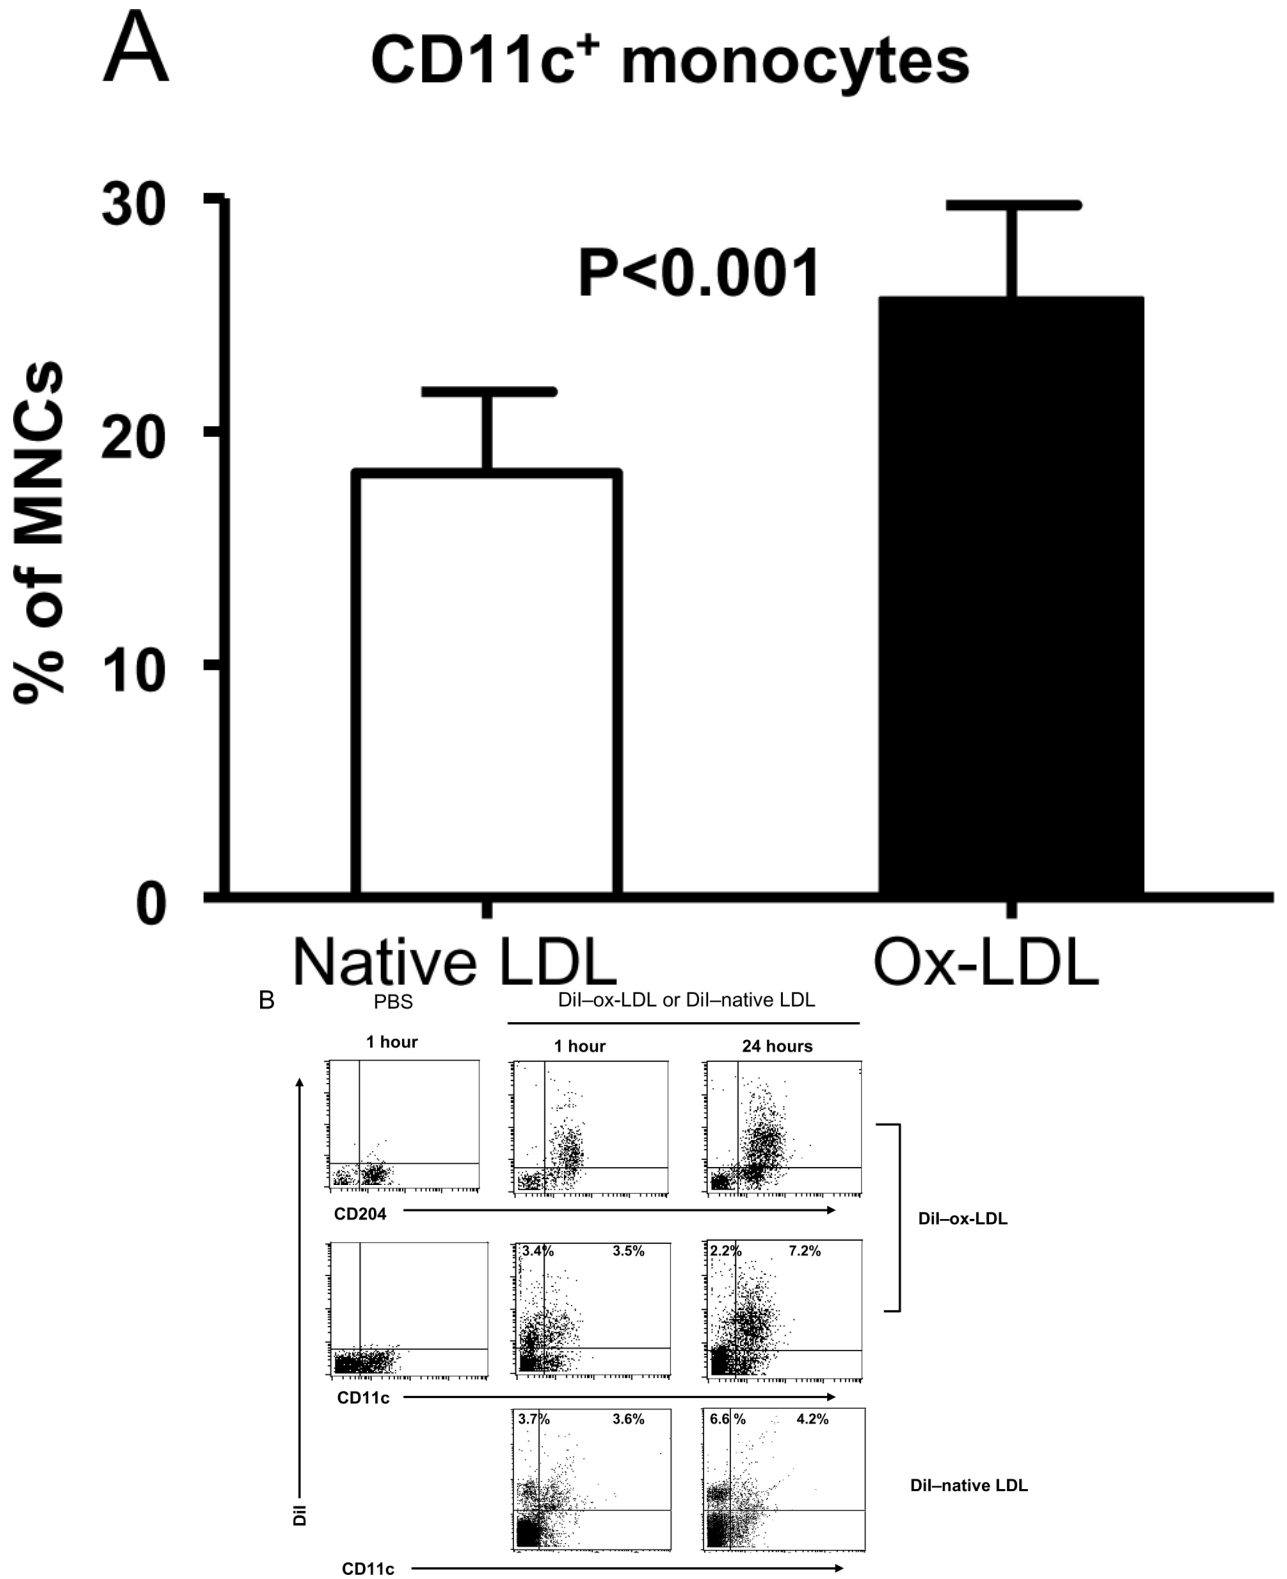 A
CD11c+ monocytes
30
P<0.001
20
10
0
% of MNCs
Native LDL
Ox-LDL
B
PBS
DiI–ox-LDL or DiI–native LDL
1 hour
1 hour
24 hours
CD204
DiI–ox-LDL
3.4%
3.5%
2.2%
7.2%
CD11c
3.7%
3.6%
6.6 %
4.2%
DiI–native LDL
DiI
CD11c